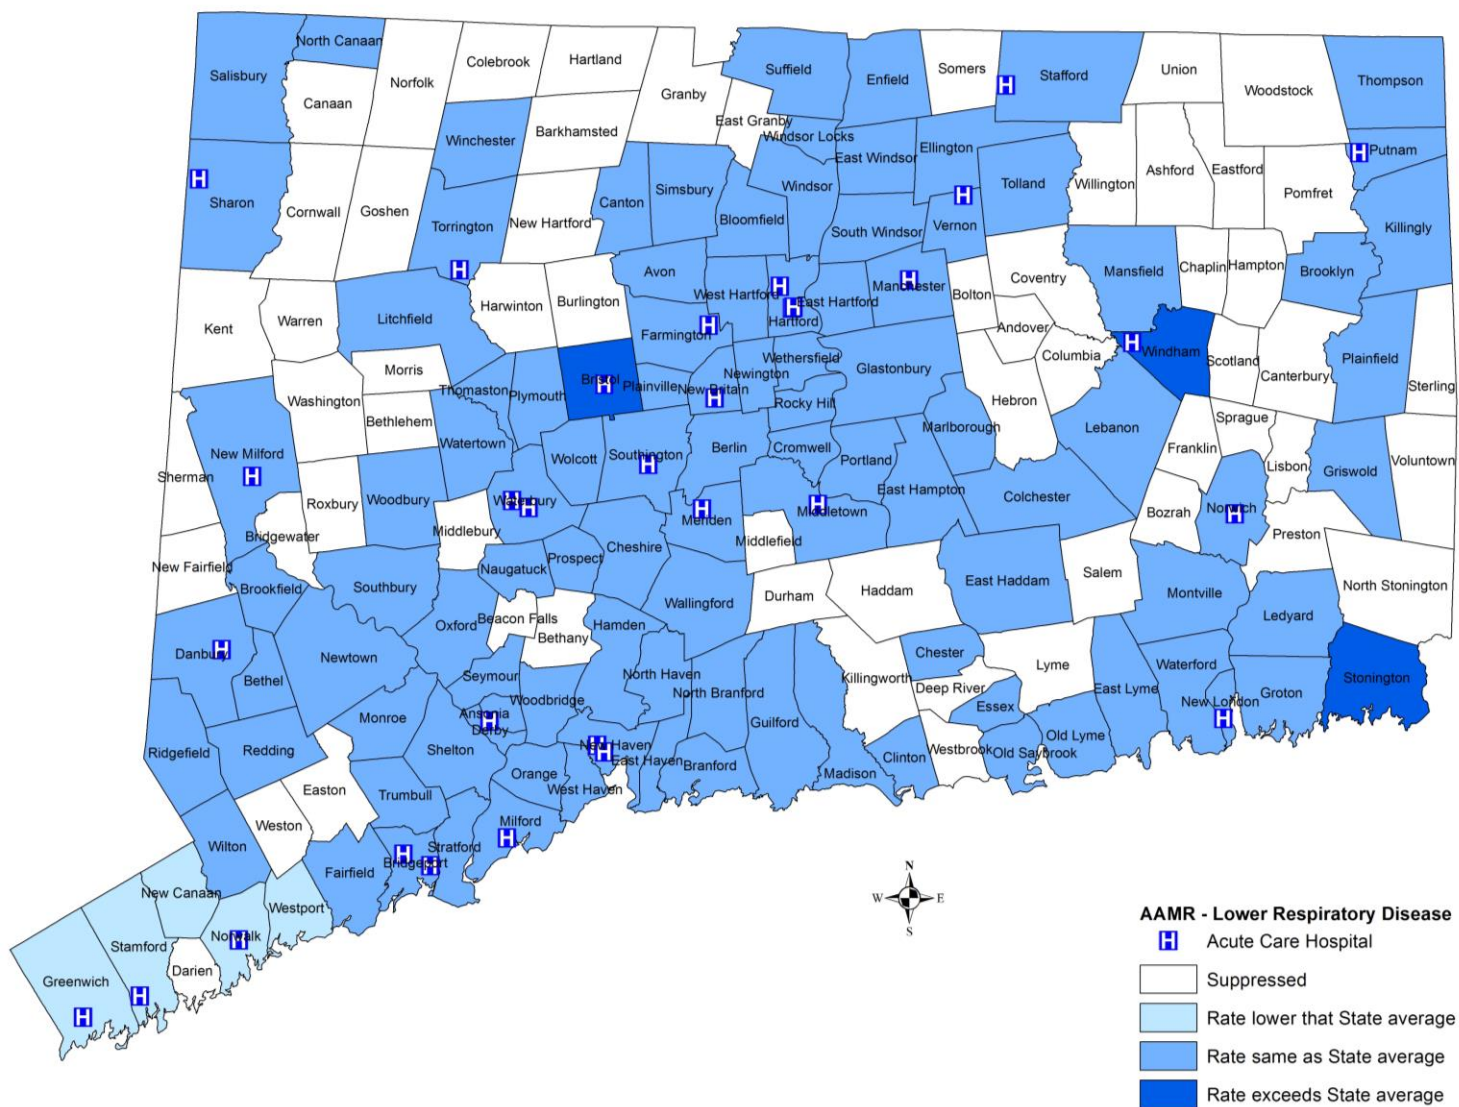 North Canaan
Salisbury
Colebrook
Hartland
Norfolk
Canaan
Granby
Suffield
Enfield
Somers
H
Stafford
Union
Woodstock
Thompson
East Granby
Windsor Locks
Barkhamsted
Winchester
East Windsor
Ellington
H
Putnam
H
Sharon
Cornwall
Goshen
Torrington
New Hartford
Canton
Simsbury
Bloomfield
Windsor
South Windsor
H
Vernon
Tolland
Willington
Ashford
Eastford
Pomfret
Killingly
H
Harwinton
Burlington
Avon
West Hartford
H
H
Hartford
East Hartford
H
Manchester
Bolton
Coventry
Mansfield
Chaplin
Hampton
Brooklyn
Kent
Warren
Litchfield
Farmington
H
Wethersfield
Glastonbury
Andover
Columbia
H
Windham
Scotland
Canterbury
Plainfield
Sterling
Morris
Washington
Bethlehem
Thomaston
Plymouth
Bristol
H
Plainville
New Britain
H
Newington
Rocky Hill
Hebron
Marlborough
Lebanon
Sprague
Franklin
Lisbon
Griswold
Voluntown
New Milford
H
Sherman
Roxbury
Woodbury
Watertown
Wolcott
Southington
H
Berlin
Cromwell
Portland
East Hampton
Colchester
Bozrah
Norwich
H
Preston
Bridgewater
New Fairfield
Middlebury
Waterbury
H
H
Meriden
H
Middletown
H
Middlefield
Cheshire
Prospect
Naugatuck
Brookfield
Southbury
Oxford
Beacon Falls
Bethany
Hamden
Wallingford
Durham
Haddam
East Haddam
Salem
Montville
Ledyard
North Stonington
Danbury
H
Bethel
Newtown
Seymour
Woodbridge
North Haven
North Branford
Guilford
Killingworth
Chester
Deep River
Lyme
Waterford
Groton
Stonington
Ridgefield
Redding
Monroe
Ansonia
H
Derby
Shelton
Orange
New Haven
H
H
East Haven
West Haven
Branford
Madison
Clinton
Westbrook
Essex
Old Saybrook
Old Lyme
East Lyme
New London
H
Easton
Weston
Trumbull
Milford
H
Stratford
Bridgeport
H
H
Fairfield
Wilton
New Canaan
Westport
Norwalk
H
Stamford
H
Darien
Greenwich
H
N
W
E
S
AAMR - Lower Respiratory Disease
H Acute Care Hospital
Suppressed
Rate lower that State average
Rate same as State average
Rate exceeds State average